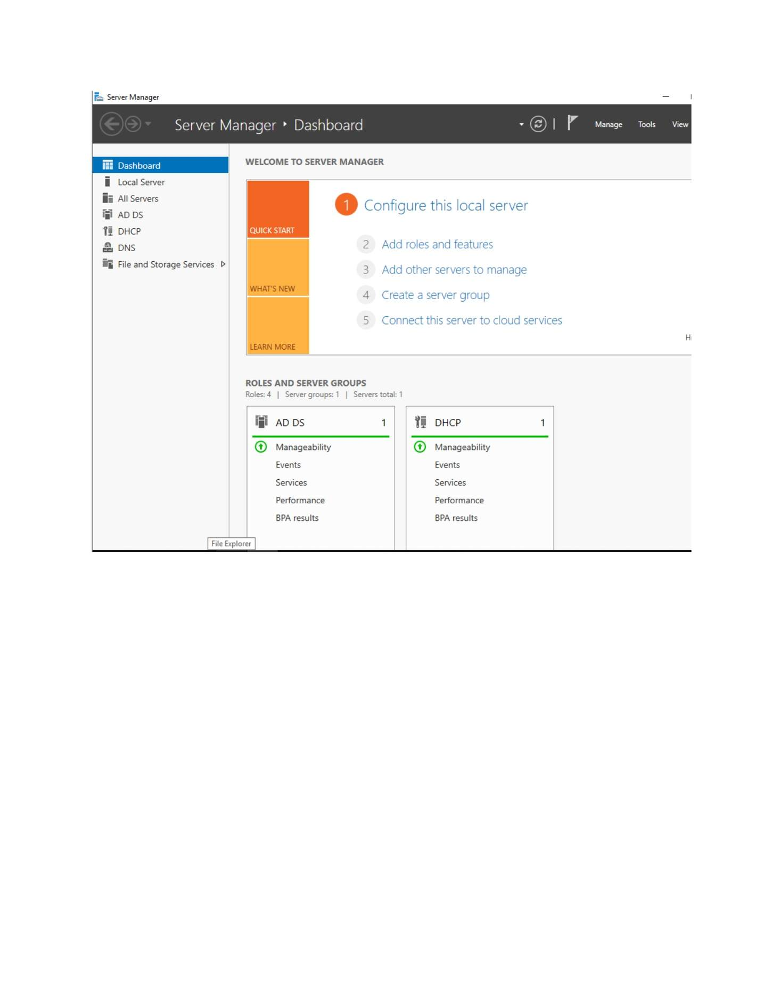 Server Manager
Server Manager ‣ Dashboard
Manage Tools View
Dashboard
Local Server
All Servers
AD DS
DHCP
DNS
File and Storage Services
WELCOME TO SERVER MANAGER
QUICK START
WHAT'S NEW
LEARN MORE
1 Configure this local server
2 Add roles and features
3 Add other servers to manage
4 Create a server group
5 Connect this server to cloud services
ROLES AND SERVER GROUPS
Roles: 4 | Server groups: 1 | Servers total: 1
AD DS 1
Manageability
Events
Services
Performance
BPA results
DHCP 1
Manageability
Events
Services
Performance
BPA results
File Explorer